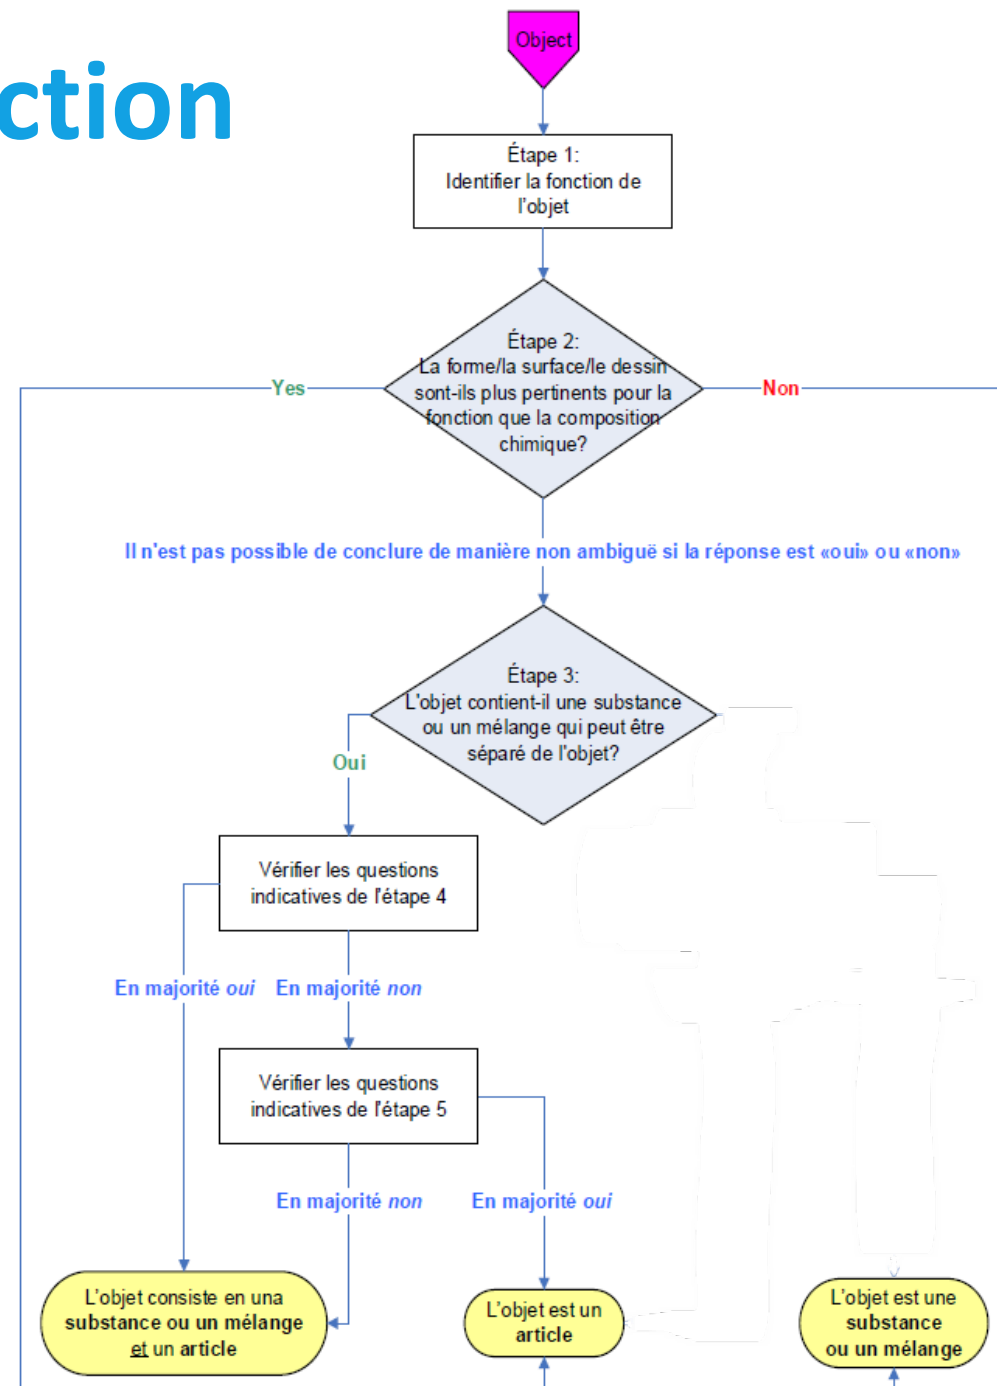 Object
ction
Étape 1:
Identifier la fonction de
l'objet
Étape 2:
La forme/la surface/le dessin
sont-ils plus pertinents pour la
fonction que la composition
chimique?
Yes
Non
Il n'est pas possible de conclure de manière non ambiguë si la réponse est «oui» ou «non»
Étape 3:
L'objet contient-il une substance
ou un mélange qui peut être
séparé de l'objet?
Oui
Vérifier les questions
indicatives de l'étape 4
En majorité oui
En majorité non
Vérifier les questions
indicatives de l'étape 5
En majorité non
En majorité oui
L'objet consiste en una
substance ou un mélange
et un article
L'objet est un
article
L'objet est une
substance
ou un mélange